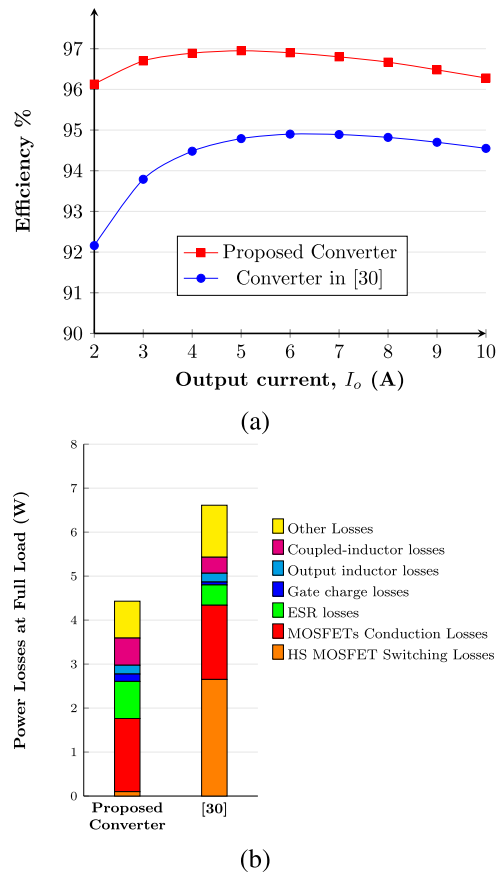 97
96
95
94
93
92
91
90
Efficiency %
Proposed Converter
Converter in [30]
2 3 4 5 6 7 8 9 10
Output current, Iₒ (A)
(a)
8
7
6
5
4
3
2
1
0
Power Losses at Full Load (W)
Other Losses
Coupled-inductor losses
Output inductor losses
Gate charge losses
ESR losses
MOSFETs Conduction Losses
HS MOSFET Switching Losses
Proposed [30]
Converter
(b)